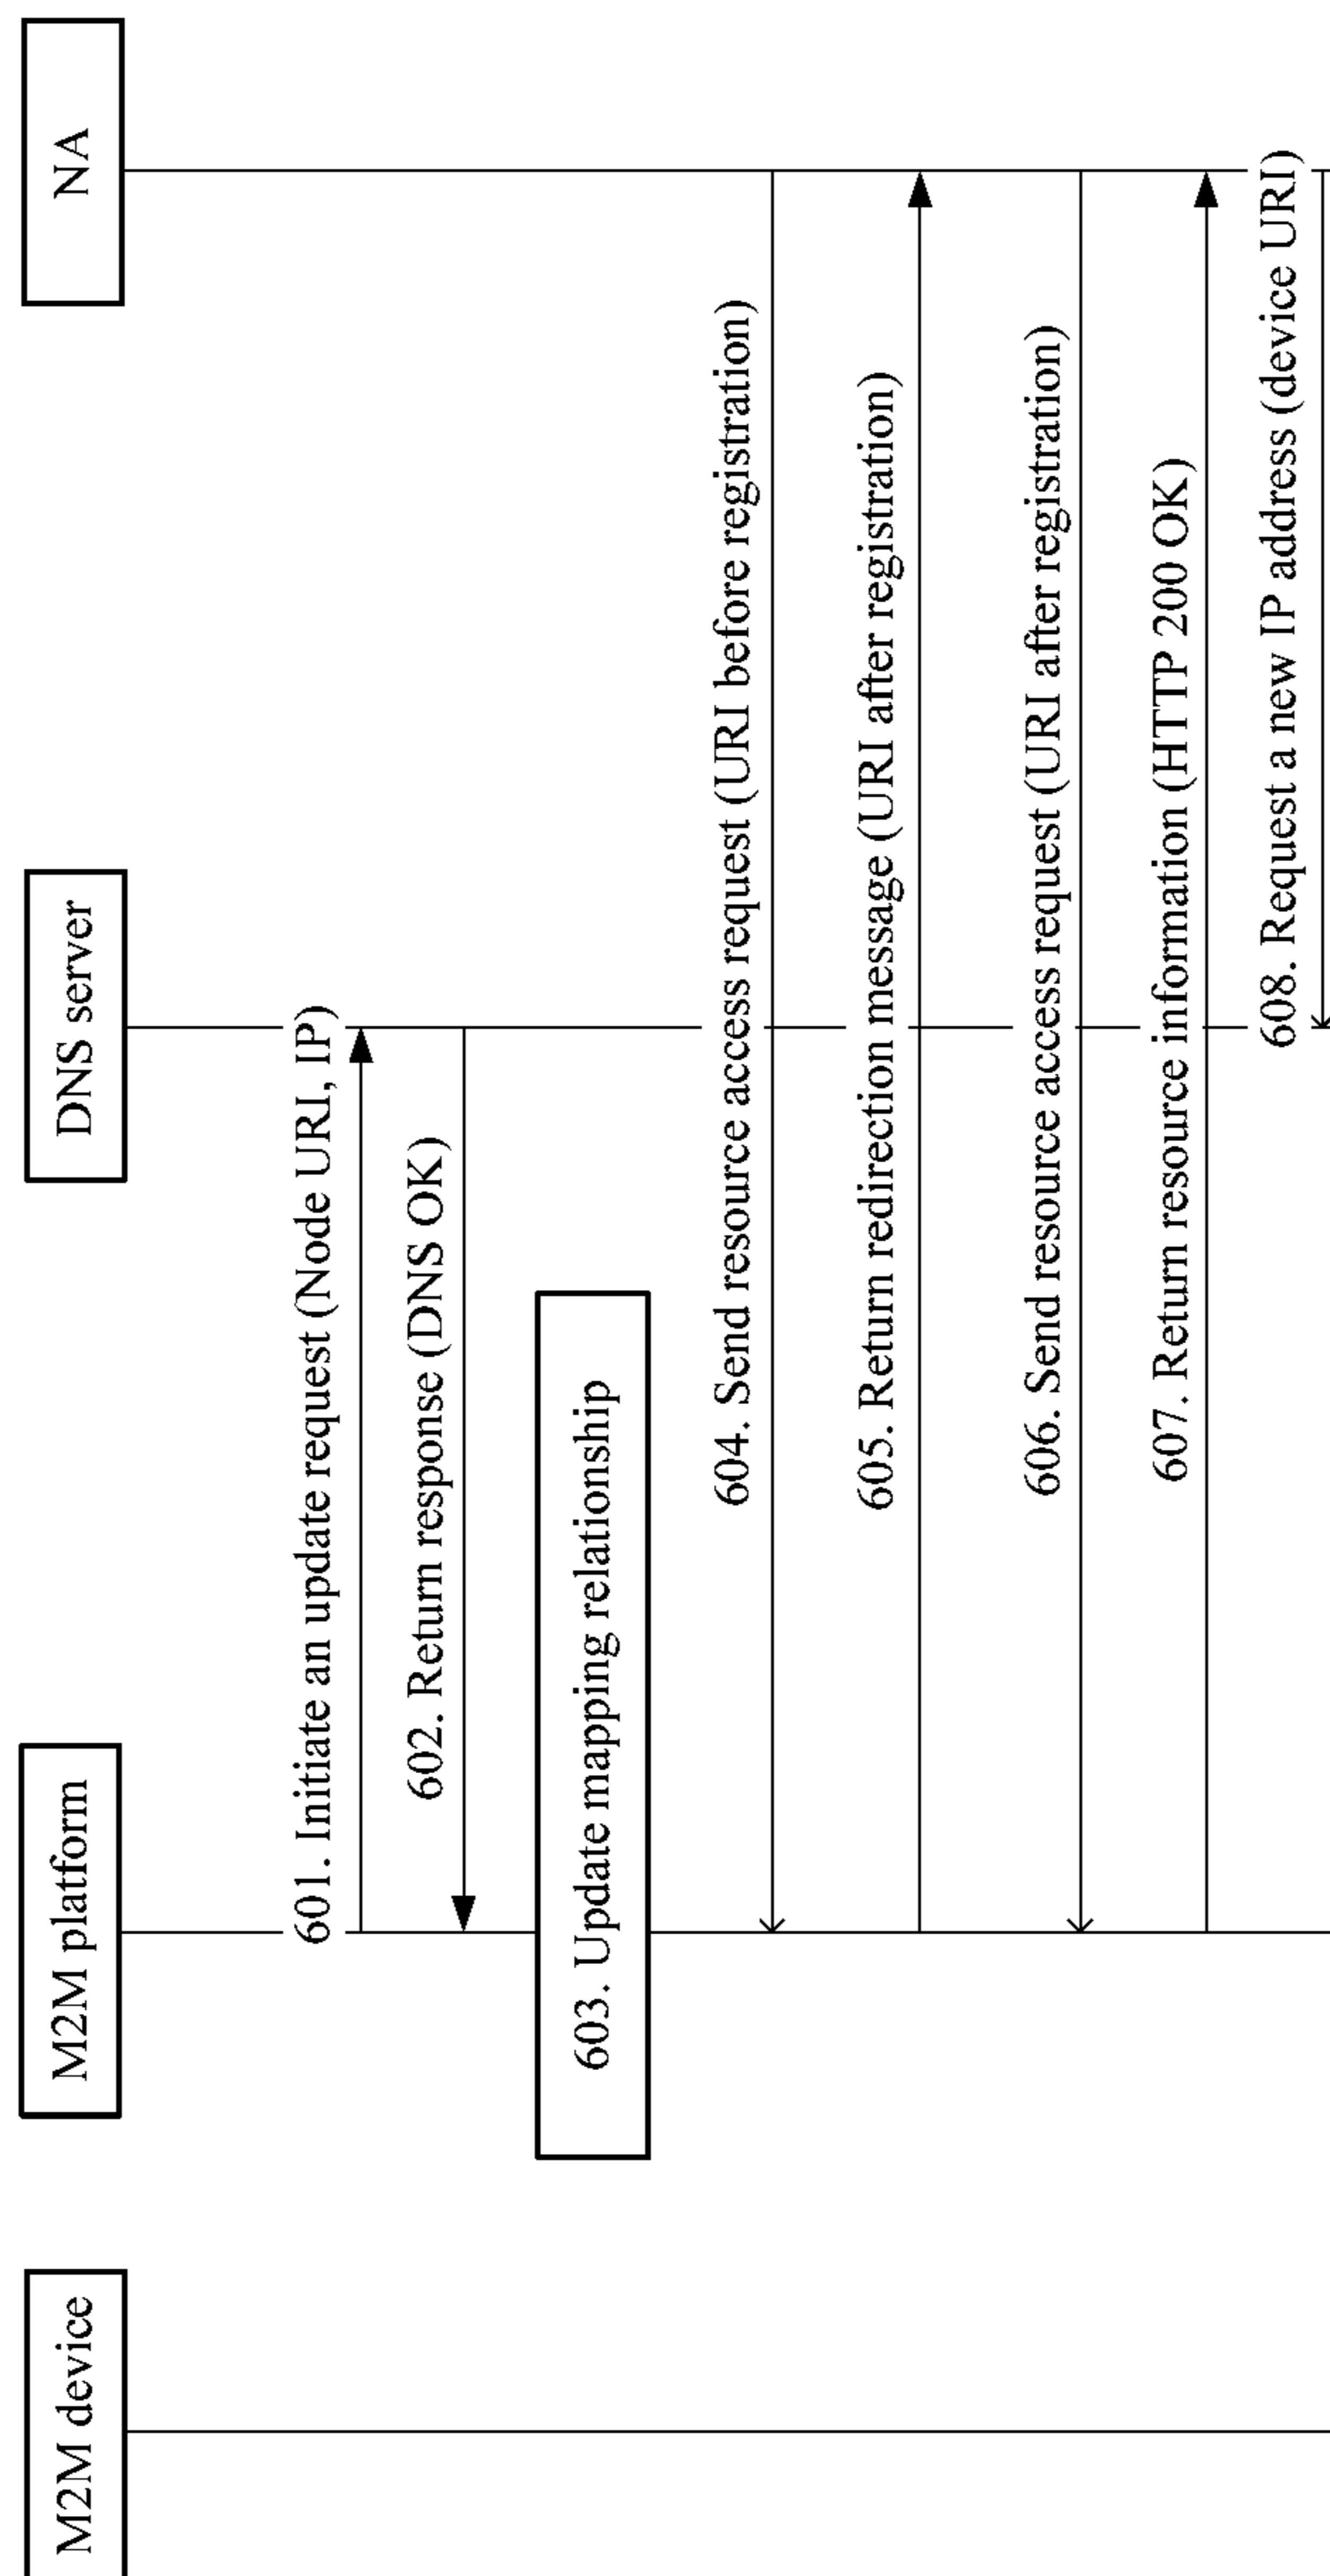 M2M device
M2M platform
DNS server
NA
601. Initiate an update request (Node URI, IP)
602. Return response (DNS OK)
603. Update mapping relationship
604. Send resource access request (URI before registration)
605. Return redirection message (URI after registration)
606. Send resource access request (URI after registration)
607. Return resource information (HTTP 200 OK)
608. Request a new IP address (device URI)